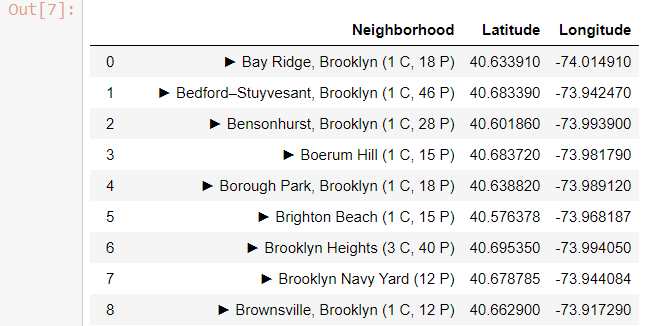 Out[7]:
Neighborhood Latitude Longitude
0 ► Bay Ridge, Brooklyn (1 C, 18 P) 40.633910 -74.014910
1 ► Bedford–Stuyvesant, Brooklyn (1 C, 46 P) 40.683390 -73.942470
2 ► Bensonhurst, Brooklyn (1 C, 28 P) 40.601860 -73.993900
3 ► Boerum Hill (1 C, 15 P) 40.683720 -73.981790
4 ► Borough Park, Brooklyn (1 C, 18 P) 40.638820 -73.989120
5 ► Brighton Beach (1 C, 15 P) 40.576378 -73.968187
6 ► Brooklyn Heights (3 C, 40 P) 40.695350 -73.994050
7 ► Brooklyn Navy Yard (12 P) 40.678785 -73.944084
8 ► Brownsville, Brooklyn (1 C, 12 P) 40.662900 -73.917290